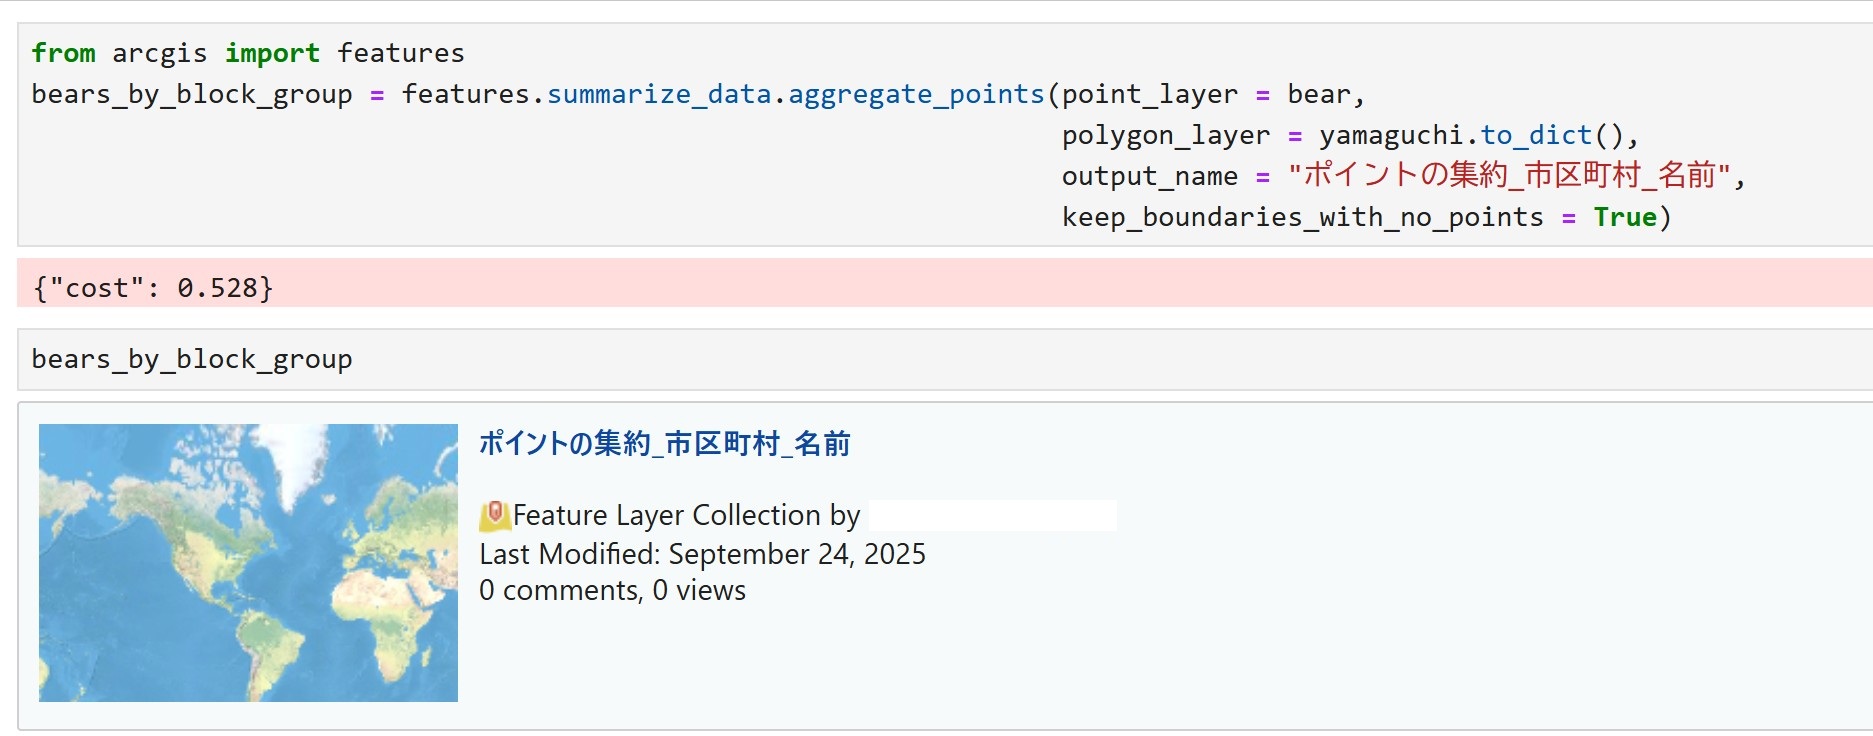 from arcgis import features
bears_by_block_group = features.summarize_data.aggregate_points(point_layer = bear,
polygon_layer = yamaguchi.to_dict(),
output_name = "ポイントの集約_市区町村_名前",
keep_boundaries_with_no_points = True)
{"cost": 0.528}
bears_by_block_group
ポイントの集約_市区町村_名前
Feature Layer Collection by
Last Modified: September 24, 2025
0 comments, 0 views